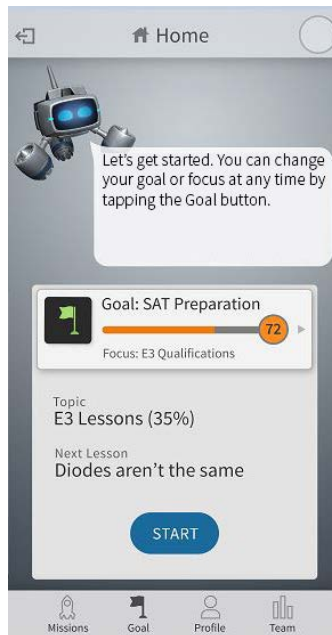 Home
Let's get started. You can change
your goal or focus at any time by
tapping the Goal button.
Goal: SAT Preparation
72
Focus: E3 Qualifications
Topic
E3 Lessons (35%)
Next Lesson
Diodes aren't the same
START
Missions Goal Profile Team